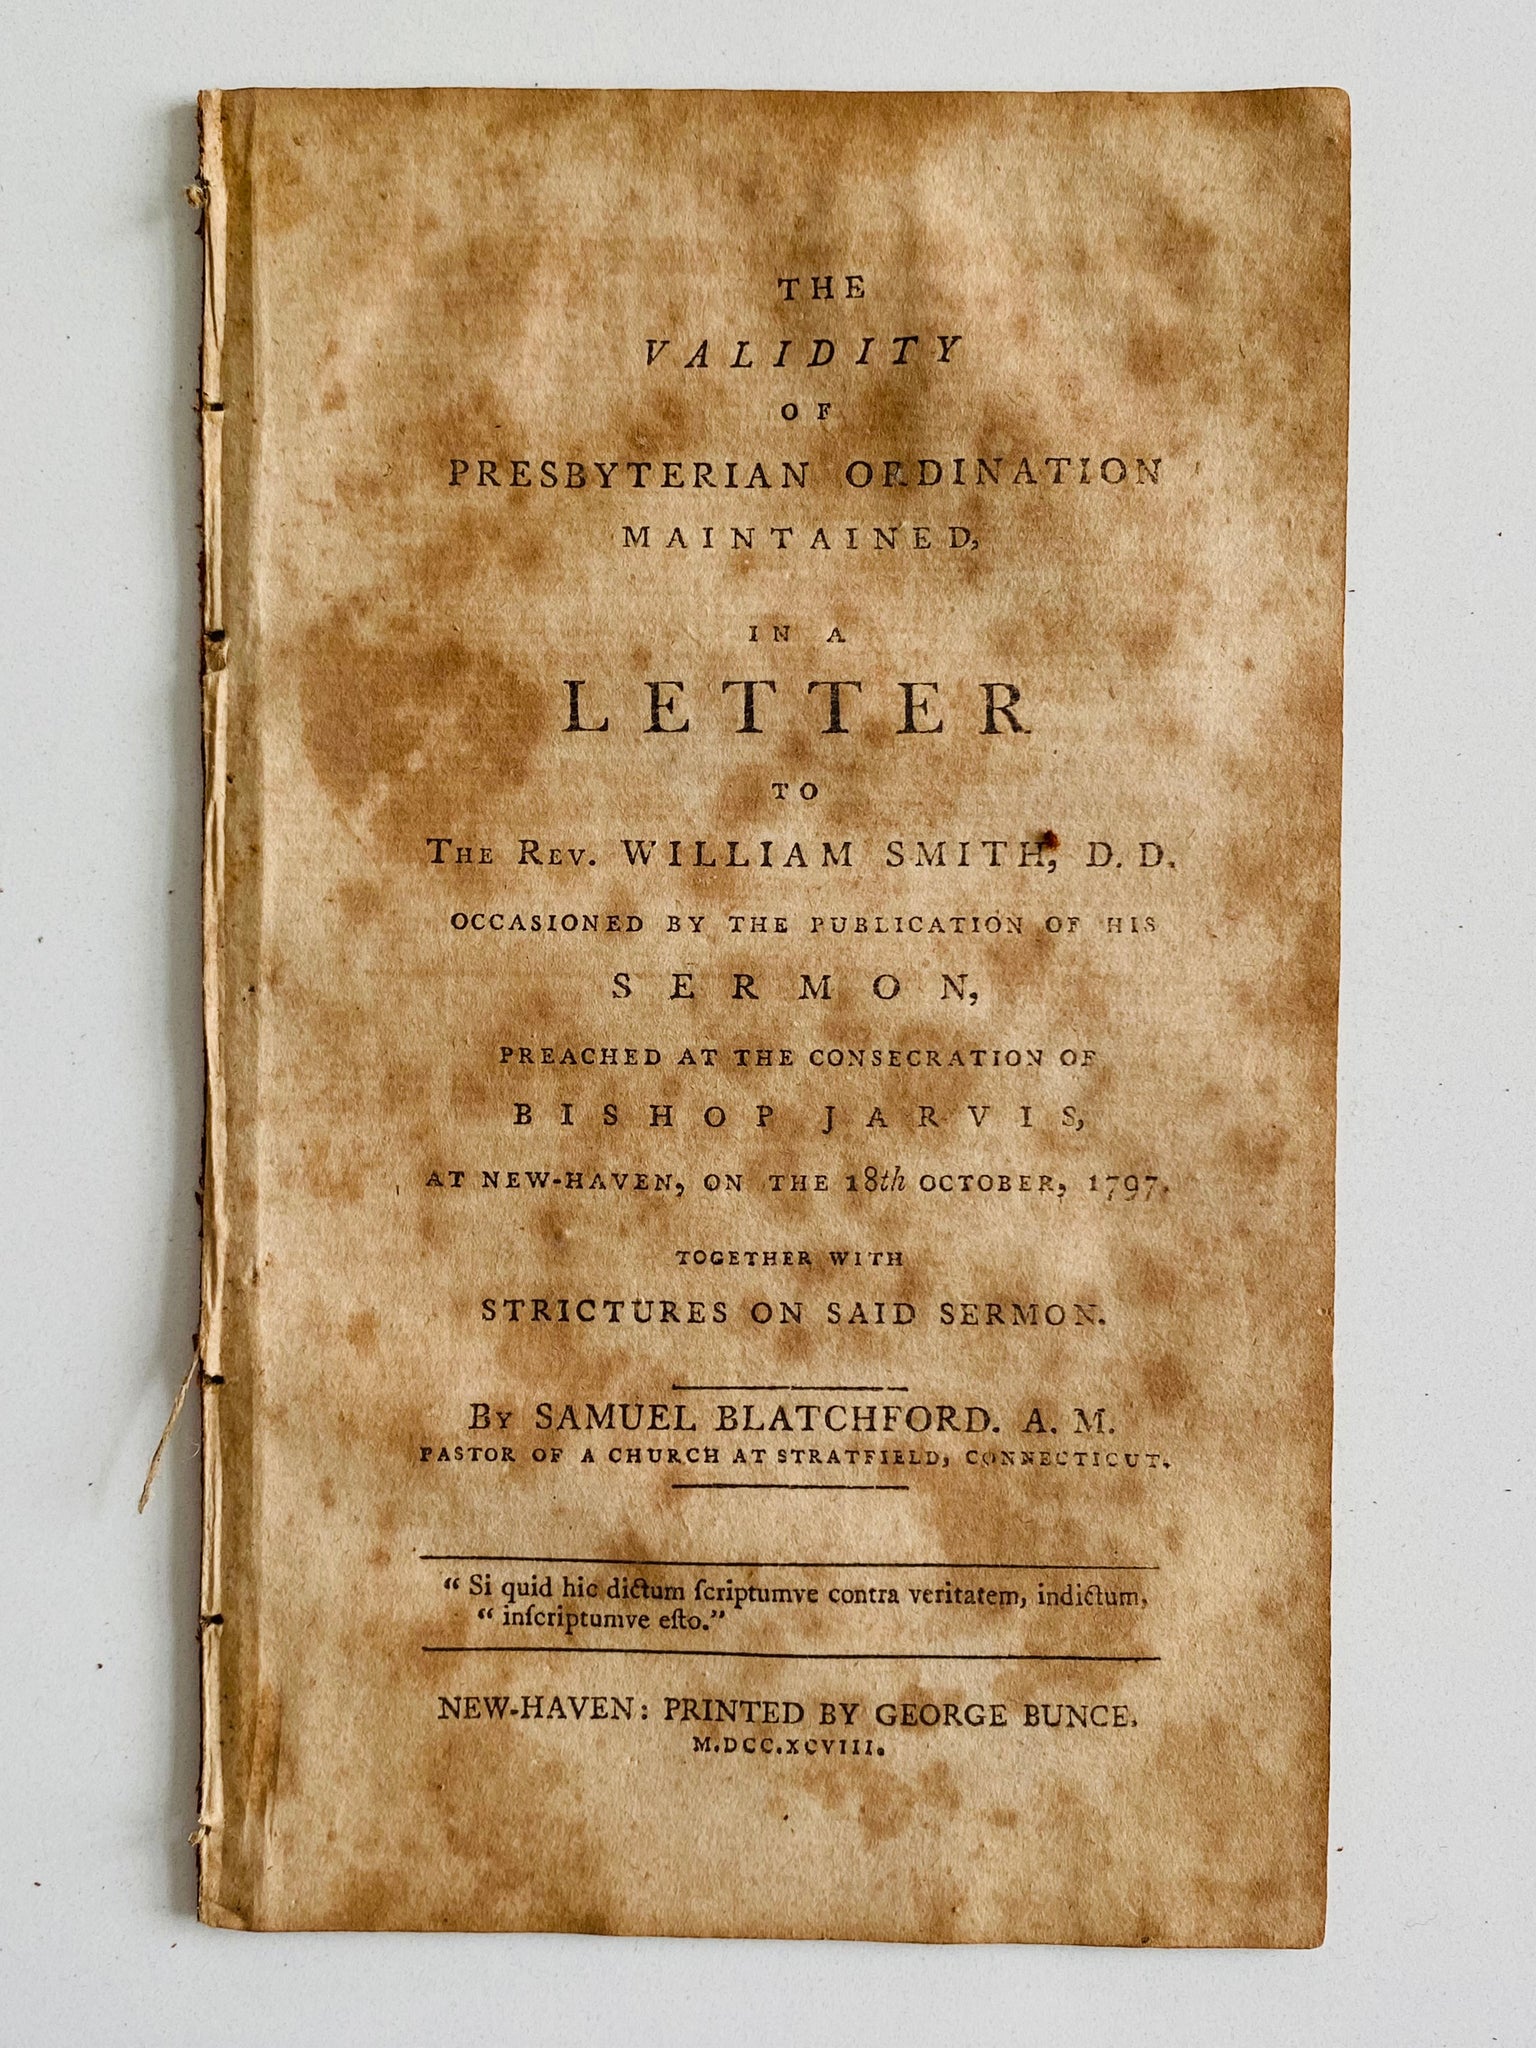 THE
VALIDITY
OF
PRESBYTERIAN ORDINATION
MAINTAINED,
IN A
LETTER
TO
THE REV. WILLIAM SMITH, D. D.
OCCASIONED BY THE PUBLICATION OF HIS
SERMON,
PREACHED AT THE CONSECRATION OF
BISHOP JARVIS,
AT NEW-HAVEN, ON THE 18th OCTOBER, 1797.
TOGETHER WITH
STRICTURES ON SAID SERMON.
BY SAMUEL BLATCHFORD. A. M.
PASTOR OF A CHURCH AT STRATFIELD, CONNECTICUT.
“ Si quid hic dictum ſcriptumve contra veritatem, indictum,
“ inſcriptumve eſto.”
NEW-HAVEN: PRINTED BY GEORGE BUNCE.
M.DCC.XCVIII.